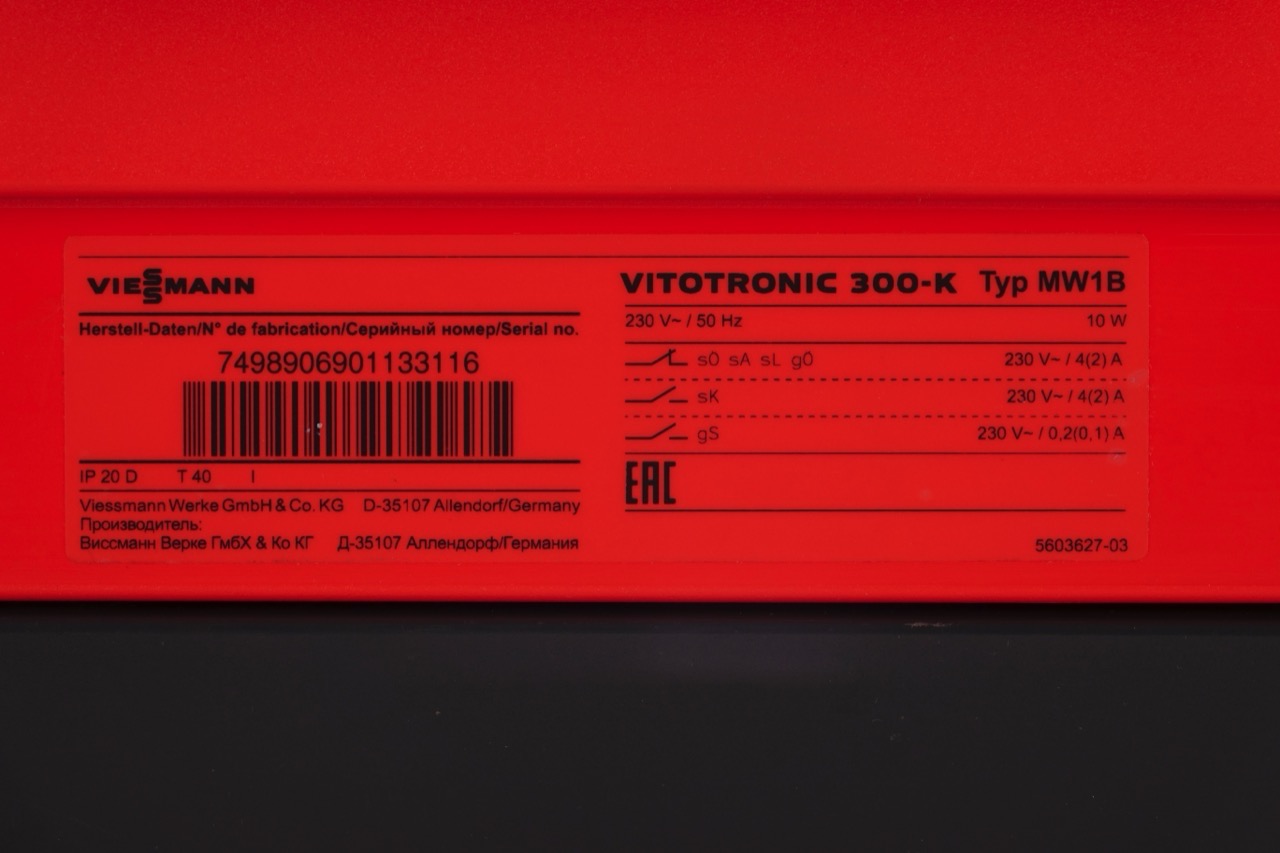 VIESSMANN
Herstell-Daten/N° de fabrication/Серийный номер/Serial no.
7498906901133116
IP 20 D T 40 I
Viessmann Werke GmbH & Co. KG D-35107 Allendorf/Germany
Производитель:
Виссманн Верке ГмбХ & Ко КГ Д-35107 Аллендорф/Германия
VITOTRONIC 300-K Typ MW1B
230 V~ / 50 Hz 10 W
sÖ sA sL gÖ 230 V~ / 4(2) A
sK 230 V~ / 4(2) A
gS 230 V~ / 0,2(0,1) A
EAC
5603627-03